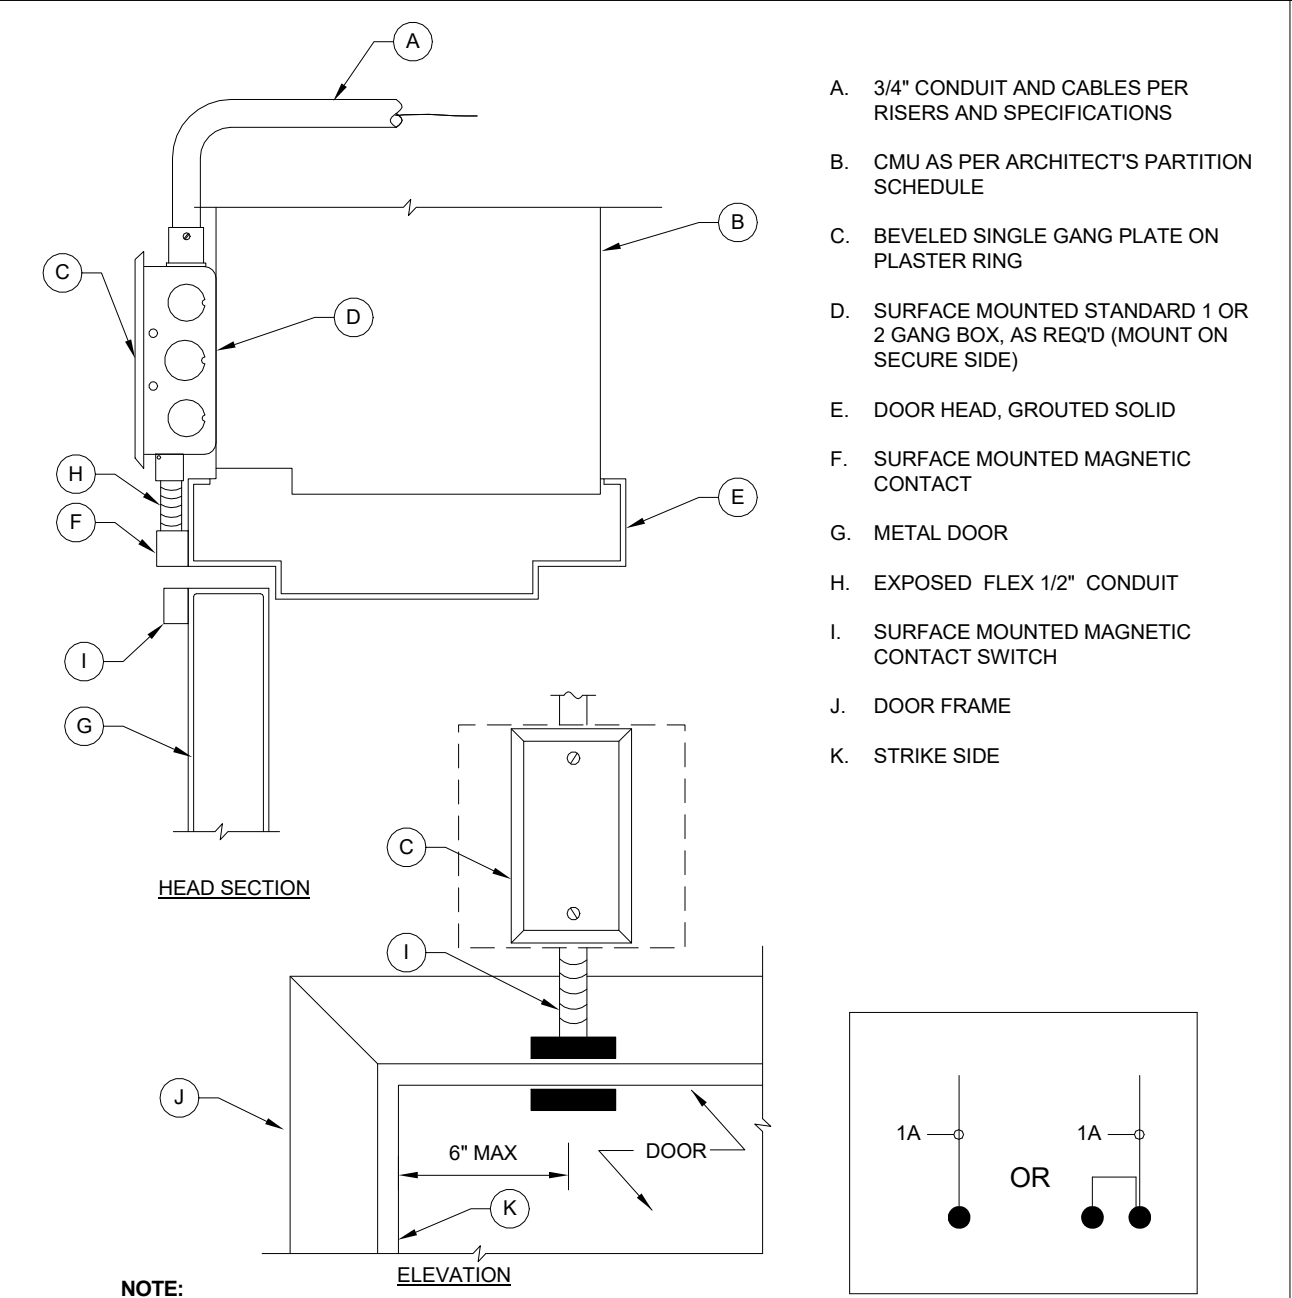 A
B
C
D
H
F
E
I
G
HEAD SECTION
C
I
J
6" MAX
DOOR
K
ELEVATION
NOTE:
A. 3/4" CONDUIT AND CABLES PER
RISERS AND SPECIFICATIONS
B. CMU AS PER ARCHITECT'S PARTITION
SCHEDULE
C. BEVELED SINGLE GANG PLATE ON
PLASTER RING
D. SURFACE MOUNTED STANDARD 1 OR
2 GANG BOX, AS REQ'D (MOUNT ON
SECURE SIDE)
E. DOOR HEAD, GROUTED SOLID
F. SURFACE MOUNTED MAGNETIC
CONTACT
G. METAL DOOR
H. EXPOSED FLEX 1/2" CONDUIT
I. SURFACE MOUNTED MAGNETIC
CONTACT SWITCH
J. DOOR FRAME
K. STRIKE SIDE
1A
1A
OR